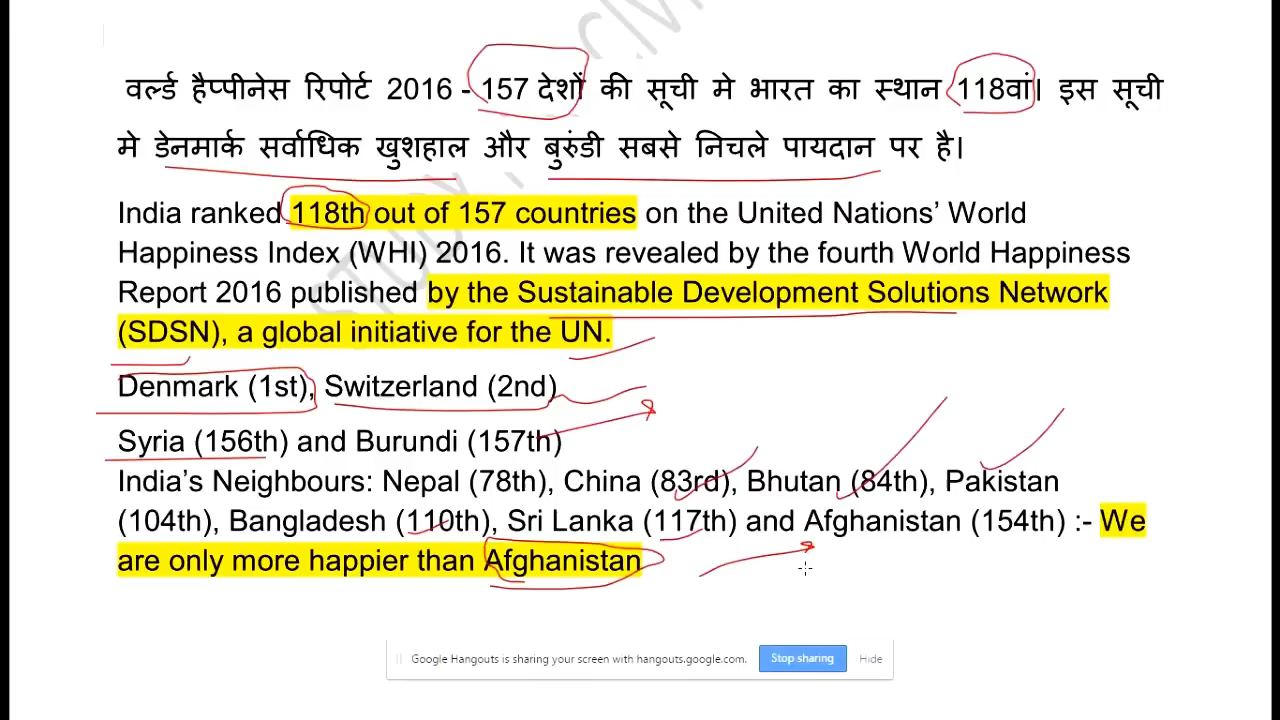 वर्ल्ड हैप्पीनेस रिपोर्ट 2016 - 157 देशों की सूची मे भारत का स्थान 118वां। इस सूची
मे डेनमार्क सर्वाधिक खुशहाल और बुरुंडी सबसे निचले पायदान पर है।
India ranked 118th out of 157 countries on the United Nations’ World
Happiness Index (WHI) 2016. It was revealed by the fourth World Happiness
Report 2016 published by the Sustainable Development Solutions Network
(SDSN), a global initiative for the UN.
Denmark (1st), Switzerland (2nd)
Syria (156th) and Burundi (157th)
India’s Neighbours: Nepal (78th), China (83rd), Bhutan (84th), Pakistan
(104th), Bangladesh (110th), Sri Lanka (117th) and Afghanistan (154th) :- We
are only more happier than Afghanistan
Google Hangouts is sharing your screen with hangouts.google.com.
Stop sharing
Hide